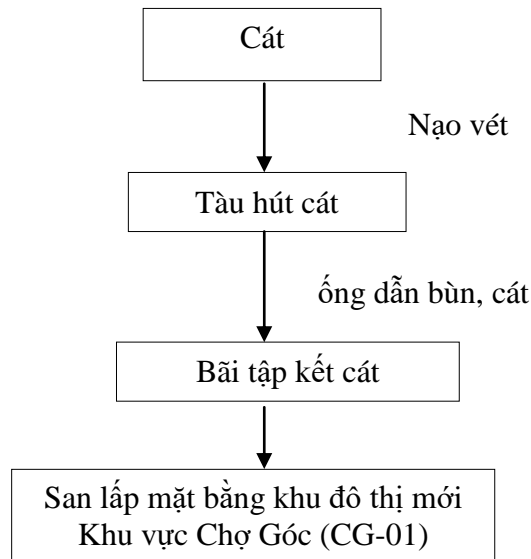 Cát
Nạo vét
Tàu hút cát
ống dẫn bùn, cát
Bãi tập kết cát
San lấp mặt bằng khu đô thị mới
Khu vực Chợ Góc (CG-01)